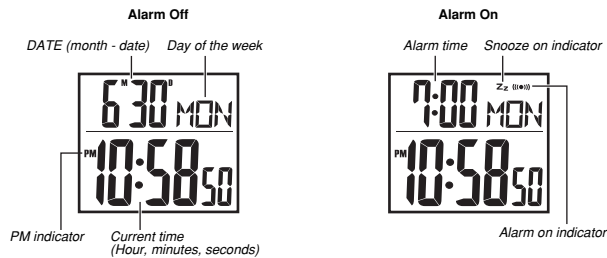 Alarm Off
DATE (month - date) Day of the week
6 M 30 D MON
PM 10:58 50
PM indicator
Current time
(Hour, minutes, seconds)
Alarm On
Alarm time Snooze on indicator
7:00 Zz MON
PM 10:58 50
Alarm on indicator